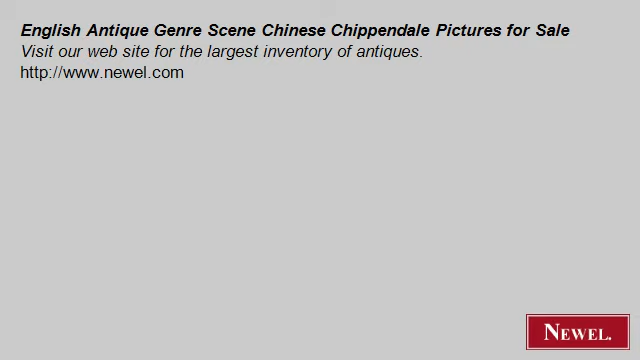 English Antique Genre Scene Chinese Chippendale Pictures for Sale
Visit our web site for the largest inventory of antiques.
http://www.newel.com
NEWEL.